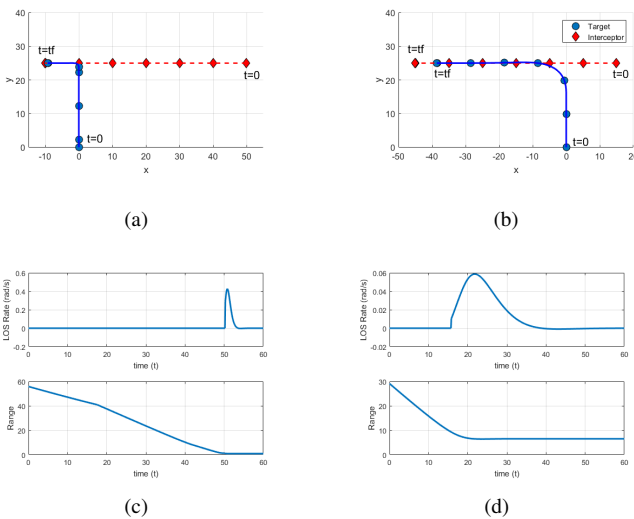 40
30
20
10
0
y
t=tf
t=0
t=0
-10 0 10 20 30 40 50
x
(a)
40
30
20
10
0
y
t=tf
t=tf
t=0
t=0
Target
Interceptor
-50 -40 -30 -20 -10 0 10 2
x
(b)
0.6
0.4
0.2
0
-0.2
LOS Rate (rad/s)
0 10 20 30 40 50 60
time (t)
60
40
20
0
Range
0 10 20 30 40 50 60
time (t)
(c)
0.06
0.04
0.02
0
-0.02
LOS Rate (rad/s)
0 10 20 30 40 50 60
time (t)
30
20
10
0
Range
0 10 20 30 40 50 60
time (t)
(d)